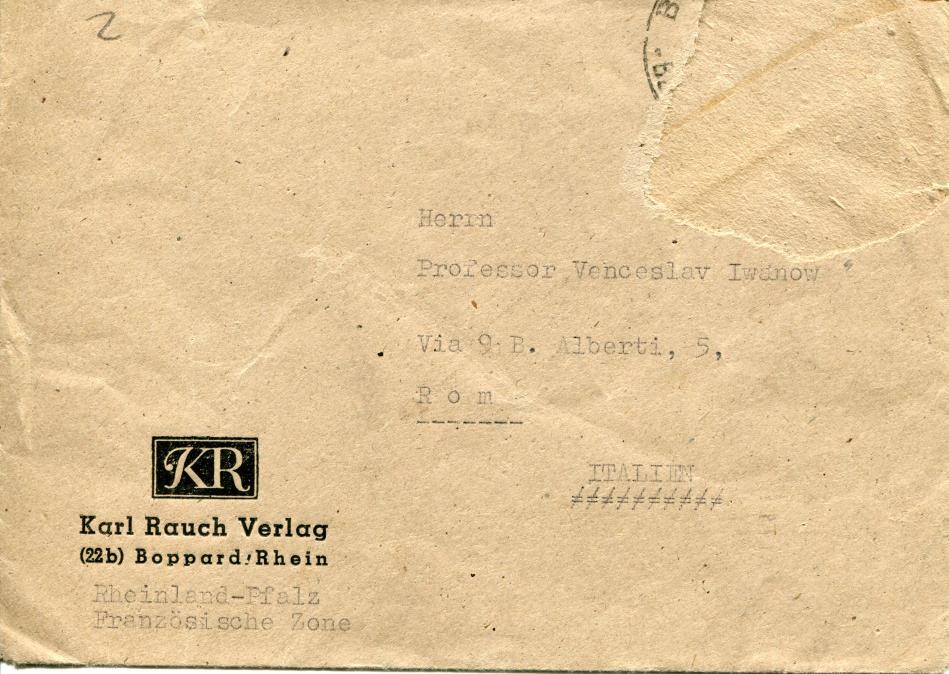 2
B
Herrn
Professor Venceslav Iwanow
Via 9 B. Alberti, 5,
R o m
ITALIEN
KR
Karl Rauch Verlag
(22b) Boppard/Rhein
Rheinland-Pfalz
Französische Zone